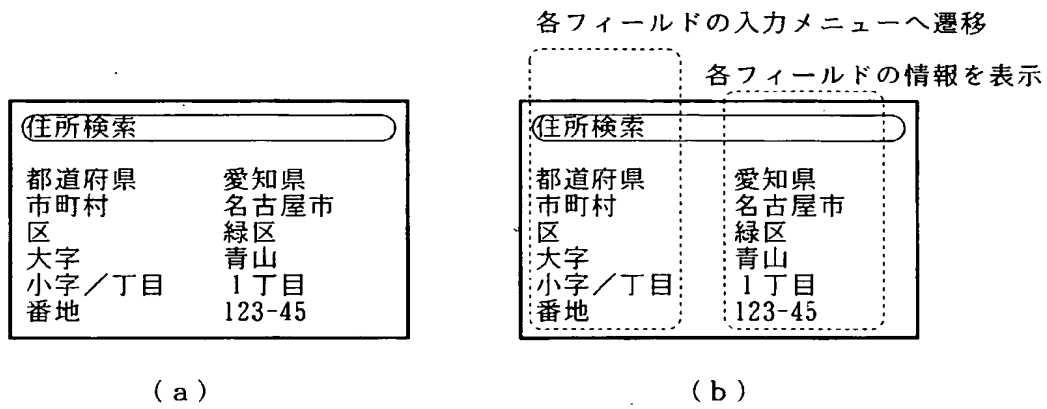 各フィールドの入力メニューへ遷移
各フィールドの情報を表示
住所検索
都道府県 愛知県
市町村 名古屋市
区 緑区
大字 青山
小字／丁目 1丁目
番地 123-45
(a)
住所検索
都道府県 愛知県
市町村 名古屋市
区 緑区
大字 青山
小字／丁目 1丁目
番地 123-45
(b)